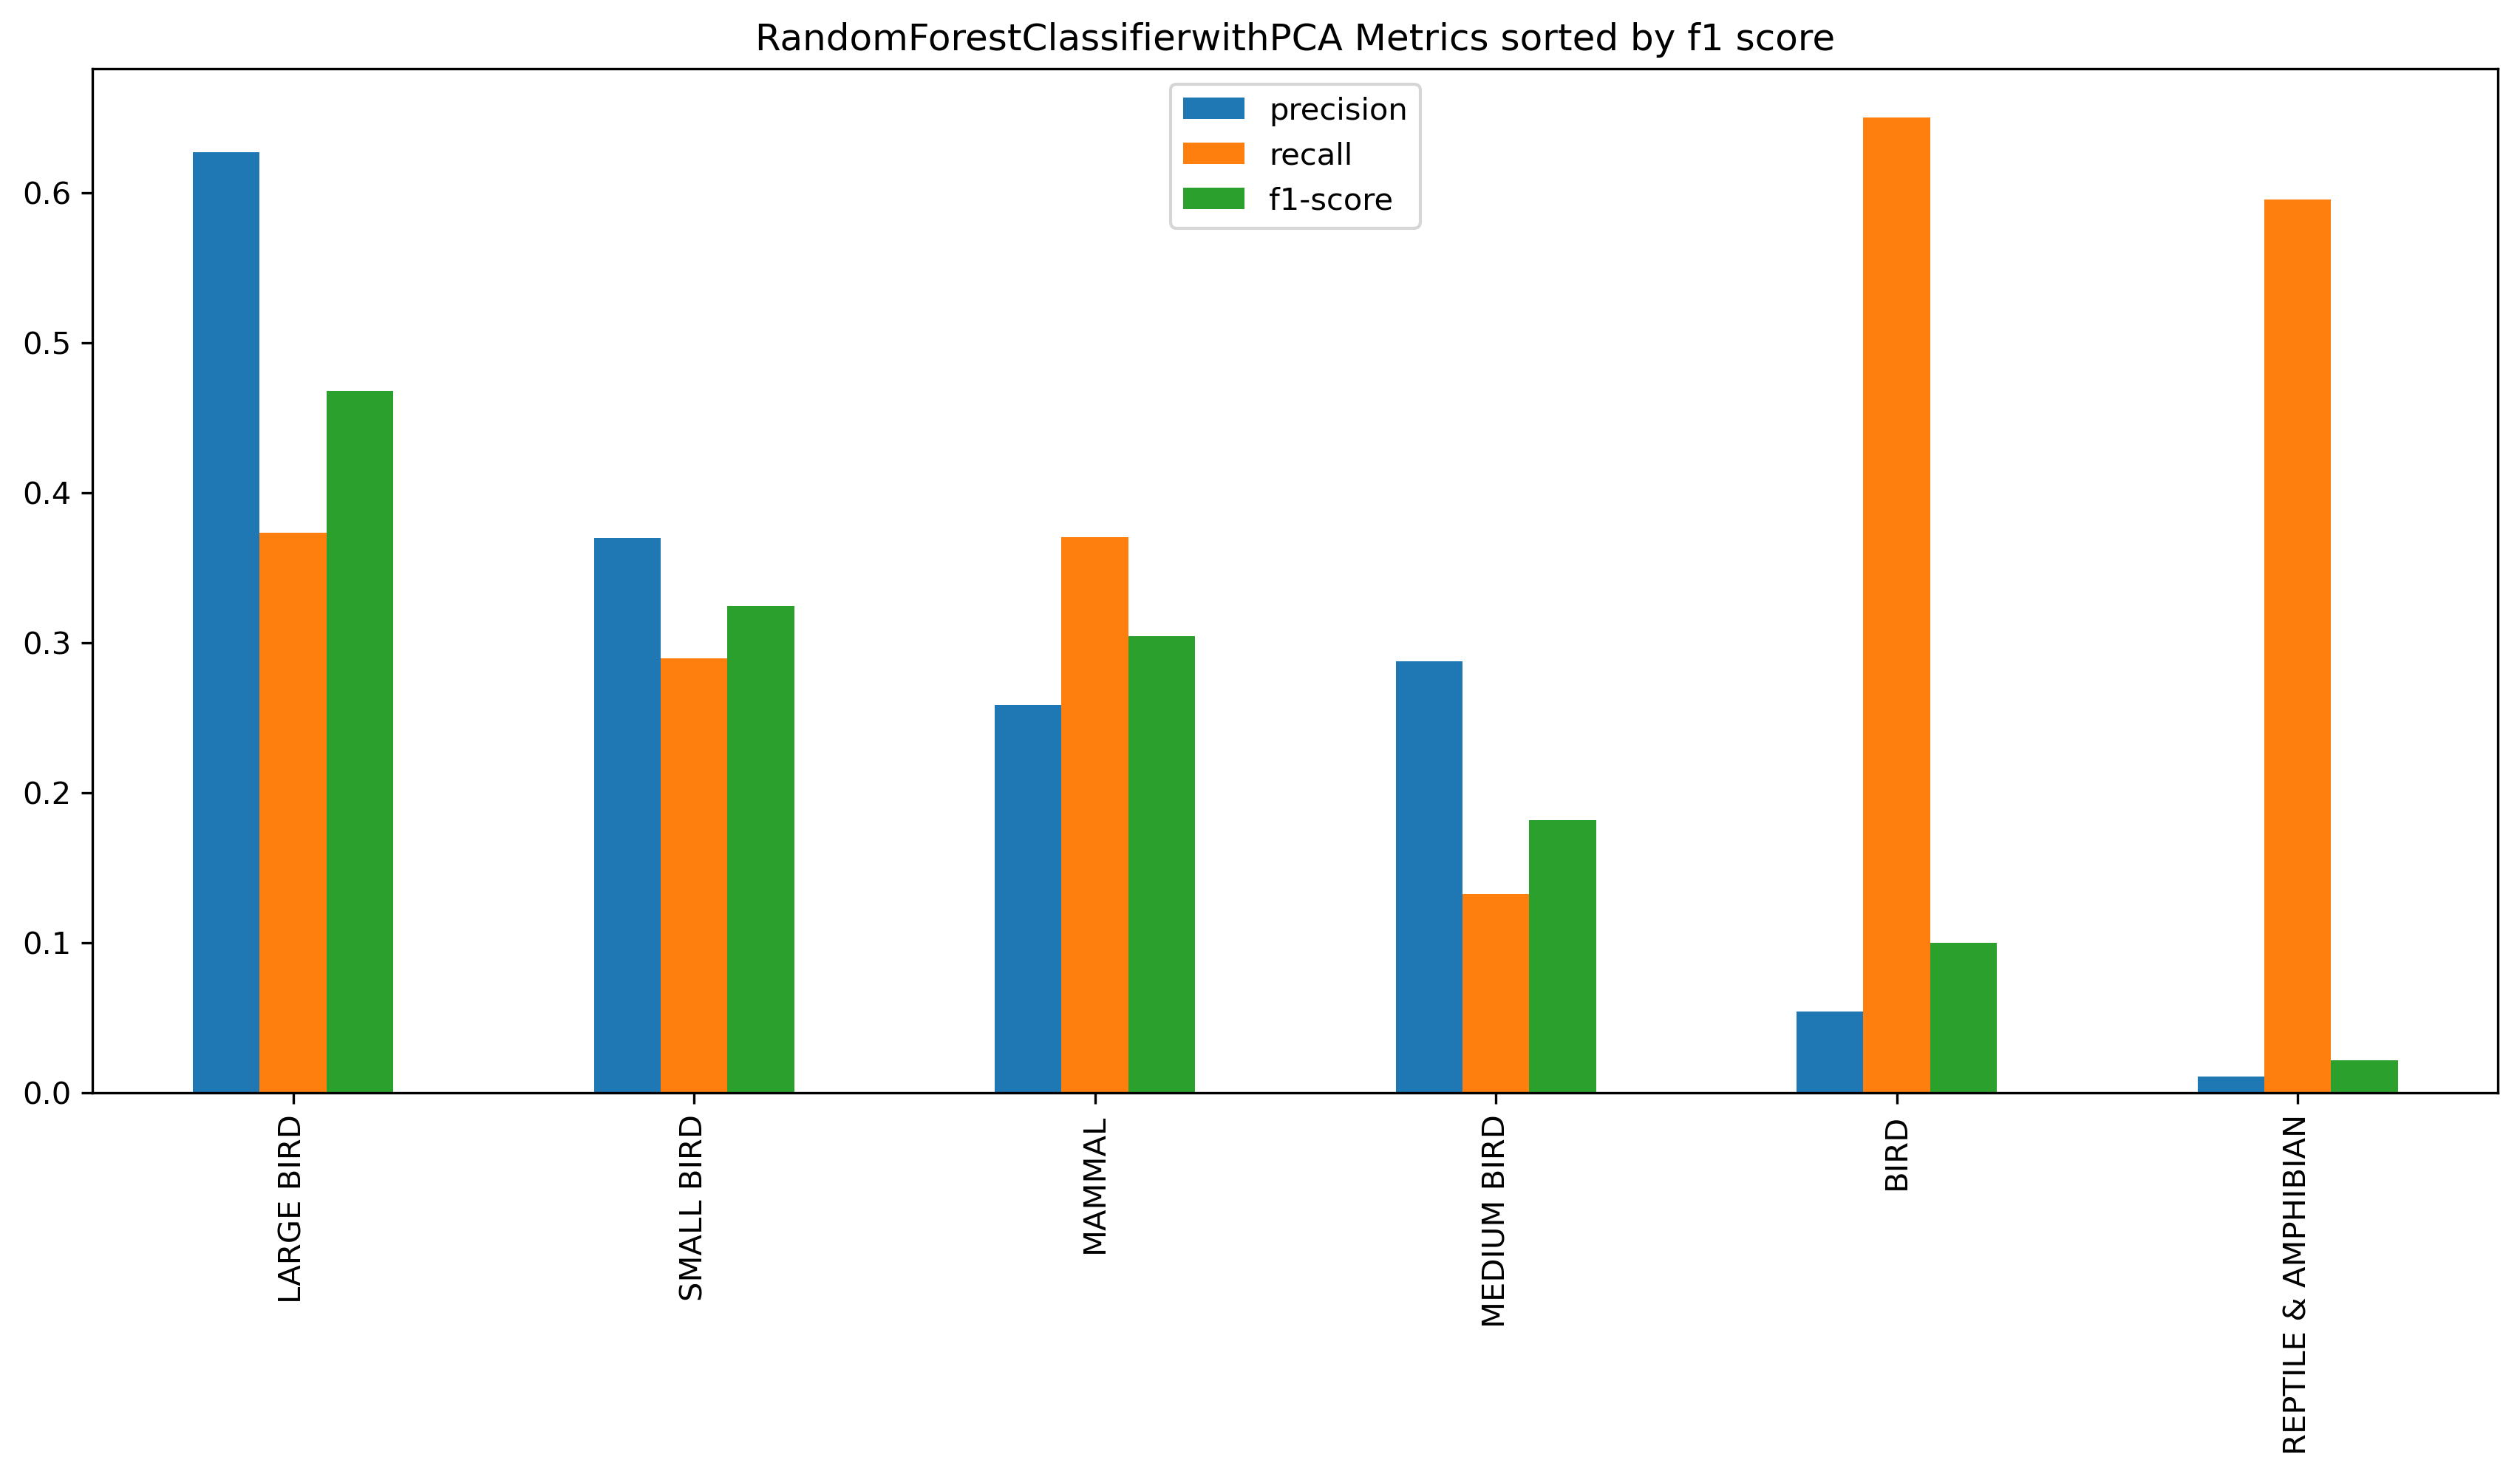 RandomForestClassifierwithPCA Metrics sorted by f1 score
precision
recall
f1-score
0.6
0.5
0.4
0.3
0.2
0.1
0.0
LARGE BIRD
SMALL BIRD
MAMMAL
MEDIUM BIRD
BIRD
REPTILE & AMPHIBIAN